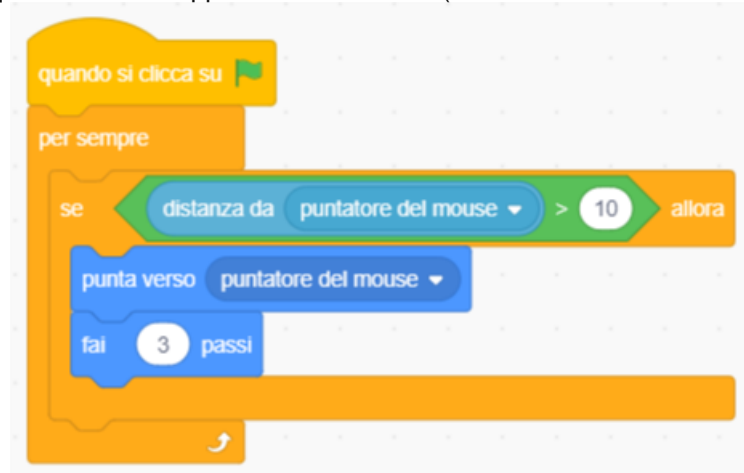 quando si clicca su
per sempre
se distanza da puntatore del mouse > 10 allora
punta verso puntatore del mouse
fai 3 passi